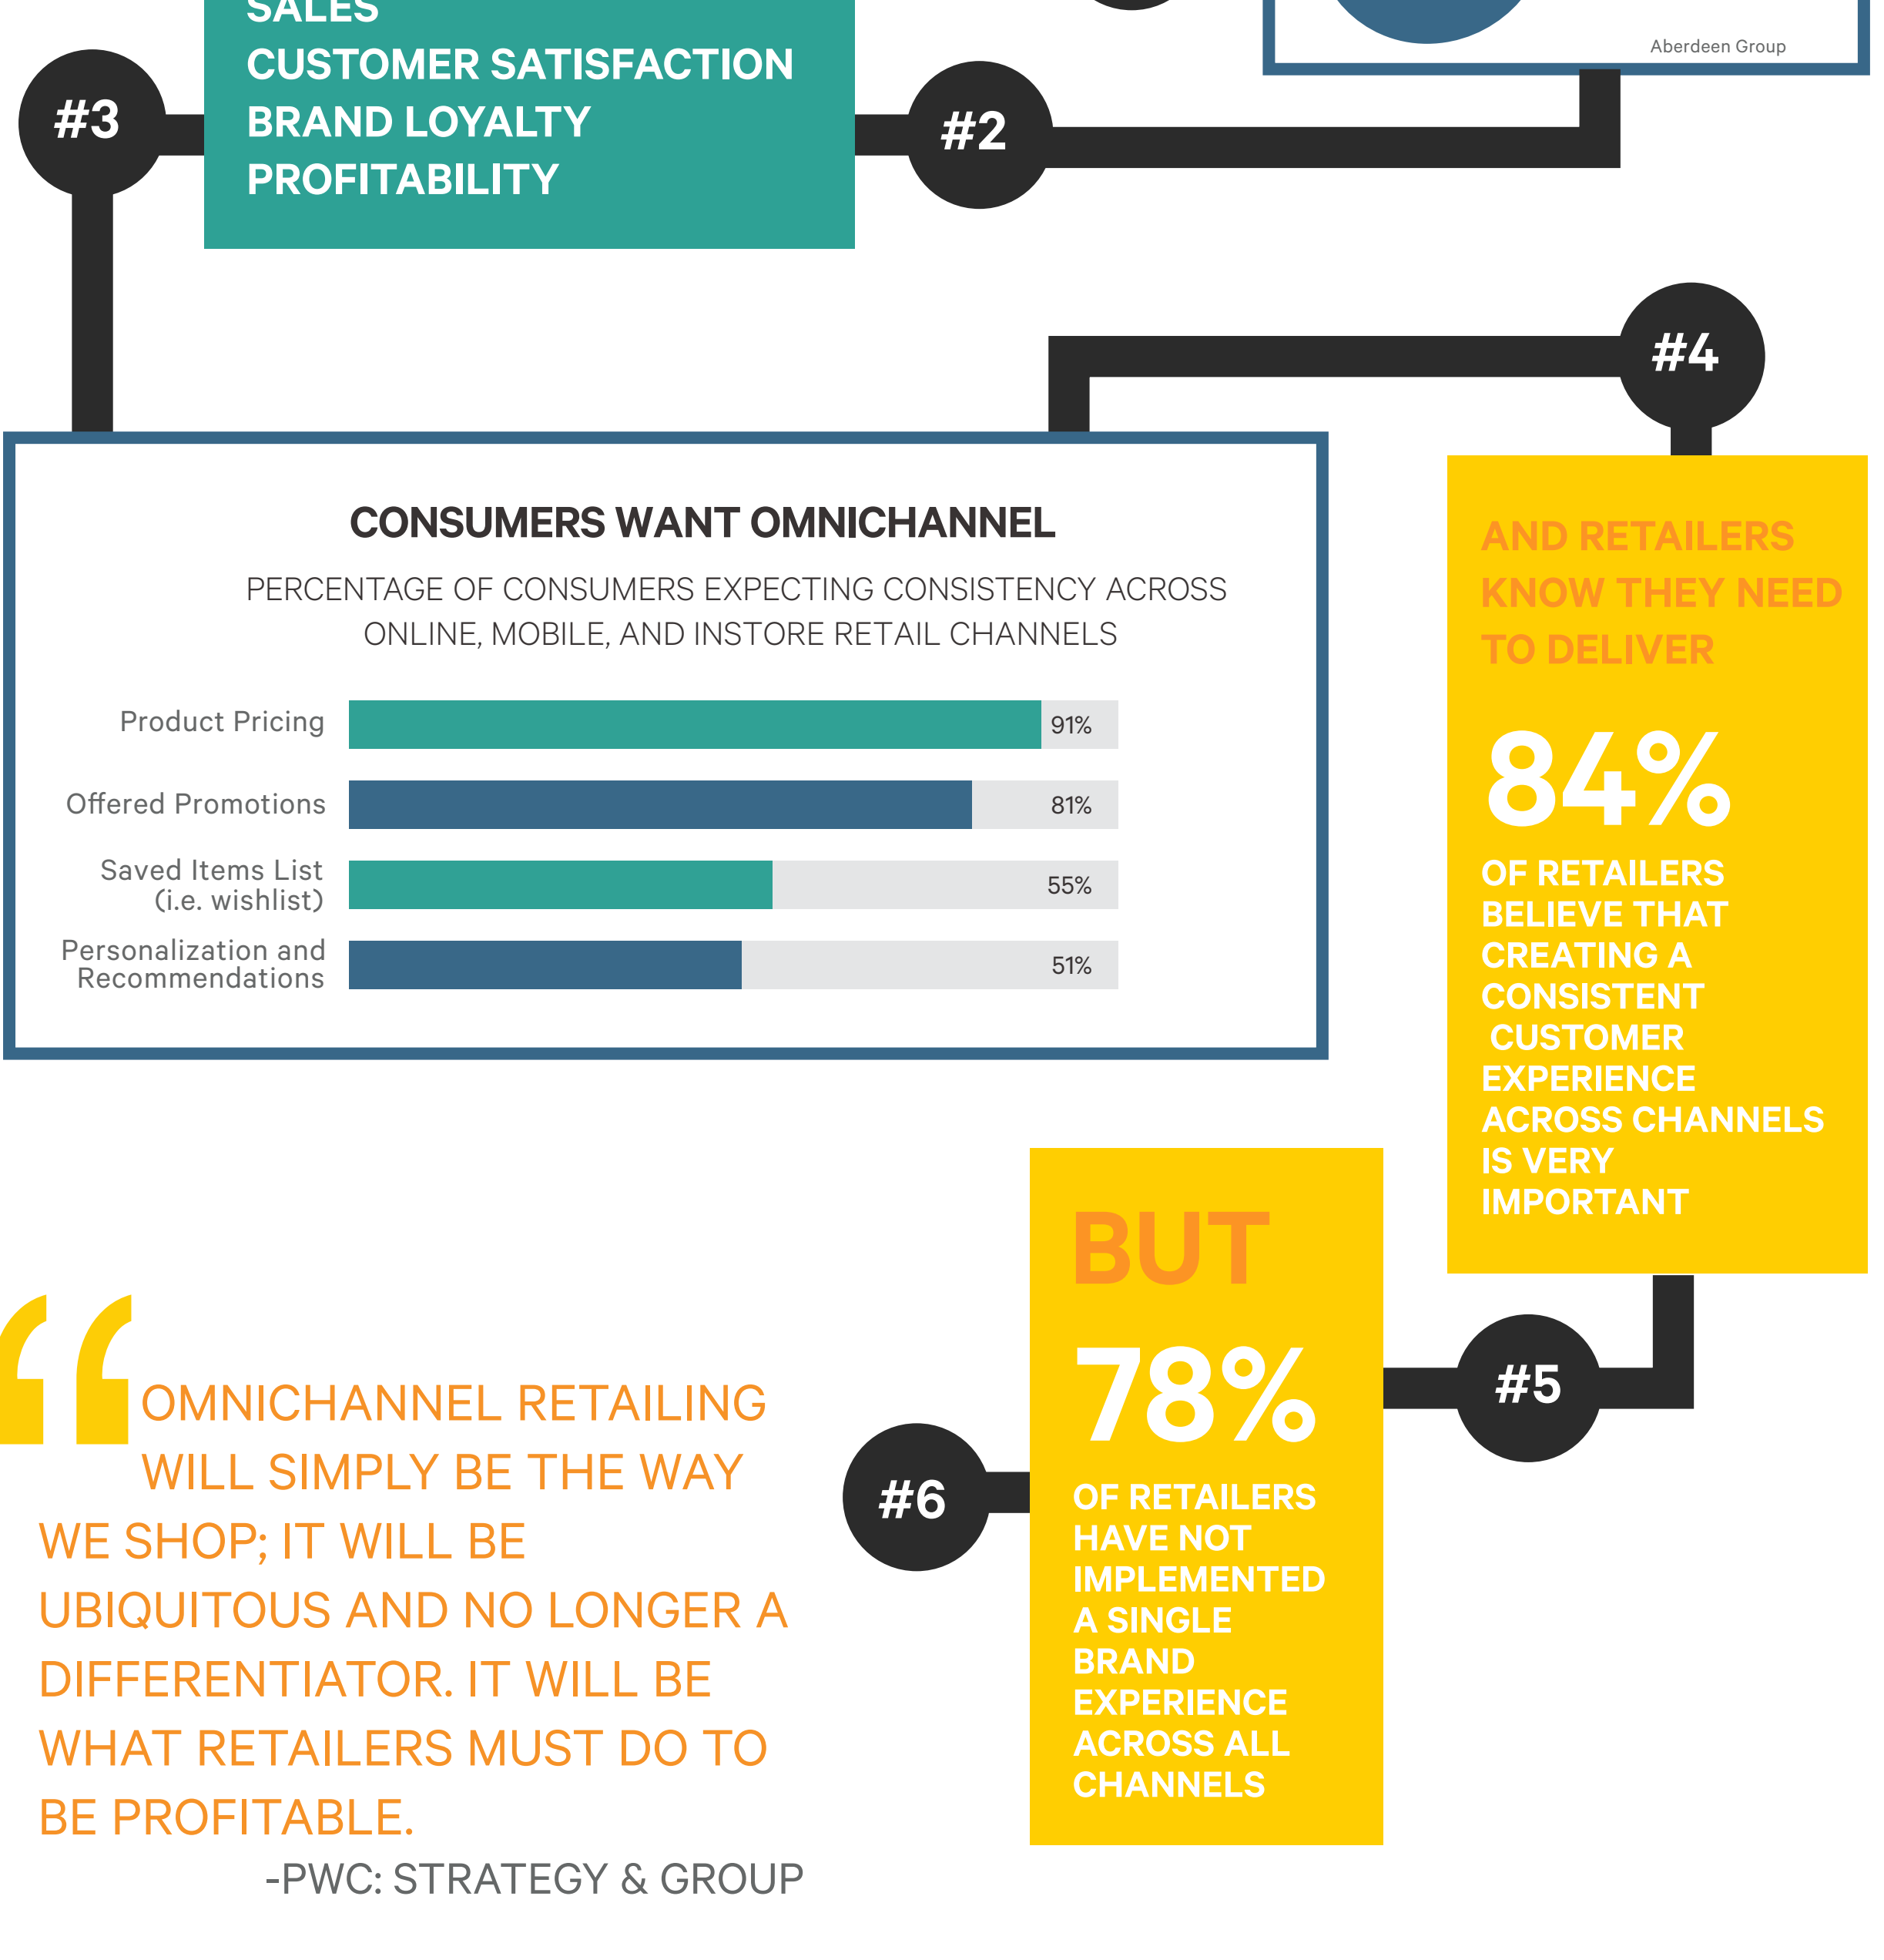 SALES
CUSTOMER SATISFACTION
BRAND LOYALTY
PROFITABILITY
Aberdeen Group
#3
#2
#4
CONSUMERS WANT OMNICHANNEL
PERCENTAGE OF CONSUMERS EXPECTING CONSISTENCY ACROSS
ONLINE, MOBILE, AND INSTORE RETAIL CHANNELS
Product Pricing 91%
Offered Promotions 81%
Saved Items List
(i.e. wishlist) 55%
Personalization and
Recommendations 51%
AND RETAILERS
KNOW THEY NEED
TO DELIVER
84%
OF RETAILERS
BELIEVE THAT
CREATING A
CONSISTENT
CUSTOMER
EXPERIENCE
ACROSS CHANNELS
IS VERY
IMPORTANT
#5
BUT
78%
OF RETAILERS
HAVE NOT
IMPLEMENTED
A SINGLE
BRAND
EXPERIENCE
ACROSS ALL
CHANNELS
#6
“OMNICHANNEL RETAILING
WILL SIMPLY BE THE WAY
WE SHOP; IT WILL BE
UBIQUITOUS AND NO LONGER A
DIFFERENTIATOR. IT WILL BE
WHAT RETAILERS MUST DO TO
BE PROFITABLE.
-PWC: STRATEGY & GROUP